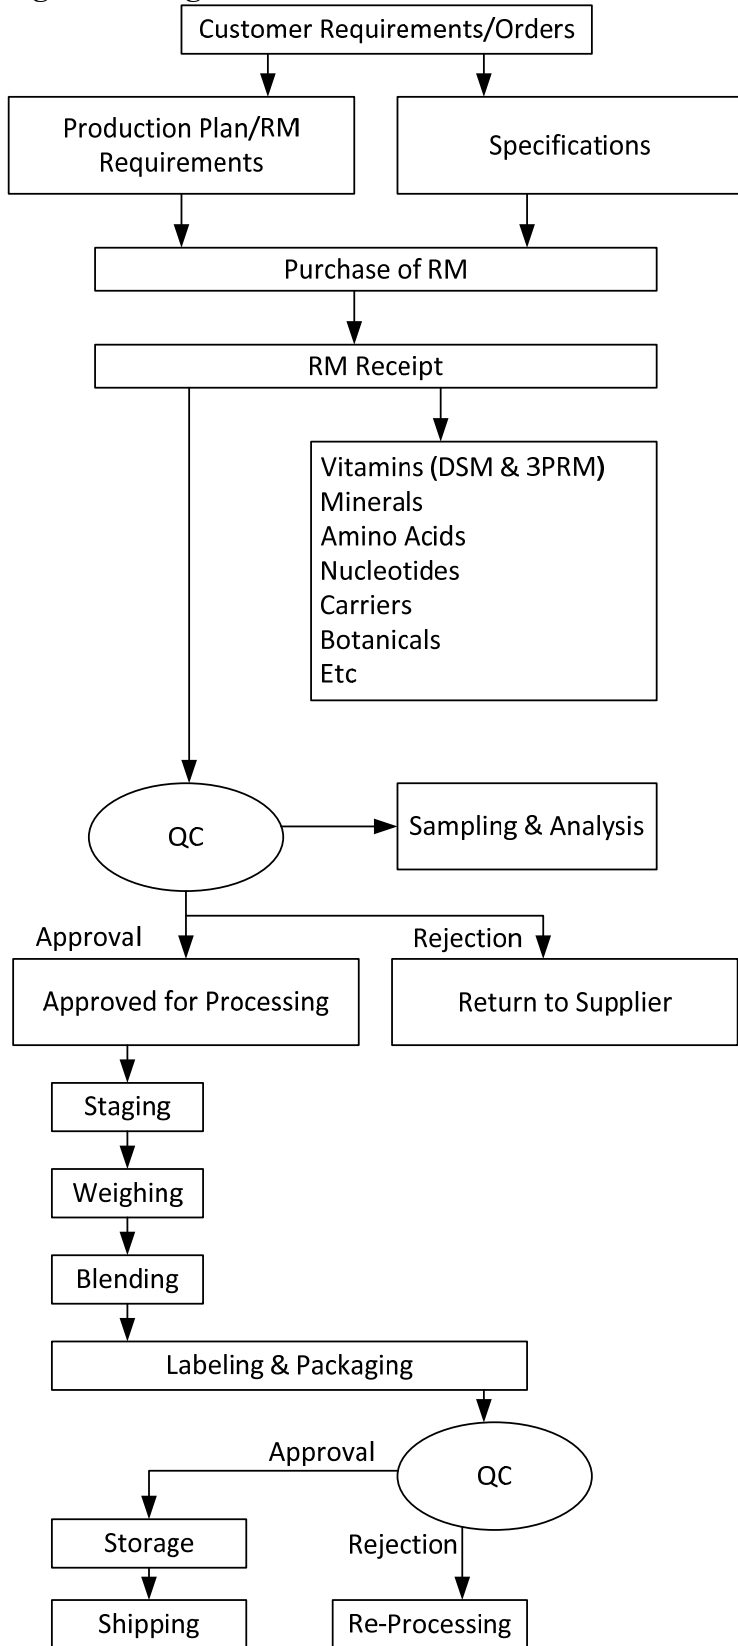 Customer Requirements/Orders
Production Plan/RM
Requirements
Specifications
Purchase of RM
RM Receipt
Vitamins (DSM & 3PRM)
Minerals
Amino Acids
Nucleotides
Carriers
Botanicals
Etc
QC
Sampling & Analysis
Approval
Rejection
Approved for Processing
Return to Supplier
Staging
Weighing
Blending
Labeling & Packaging
Approval
QC
Storage
Rejection
Shipping
Re-Processing